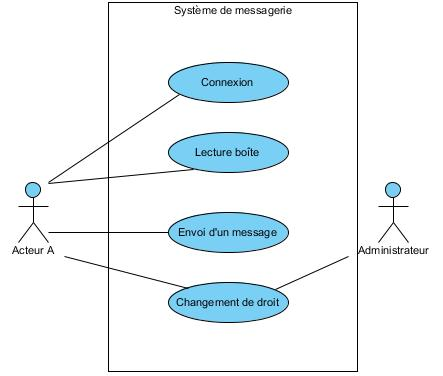 Système de messagerie
Connexion
Lecture boîte
Envoi d'un message
Acteur A
Administrateur
Changement de droit